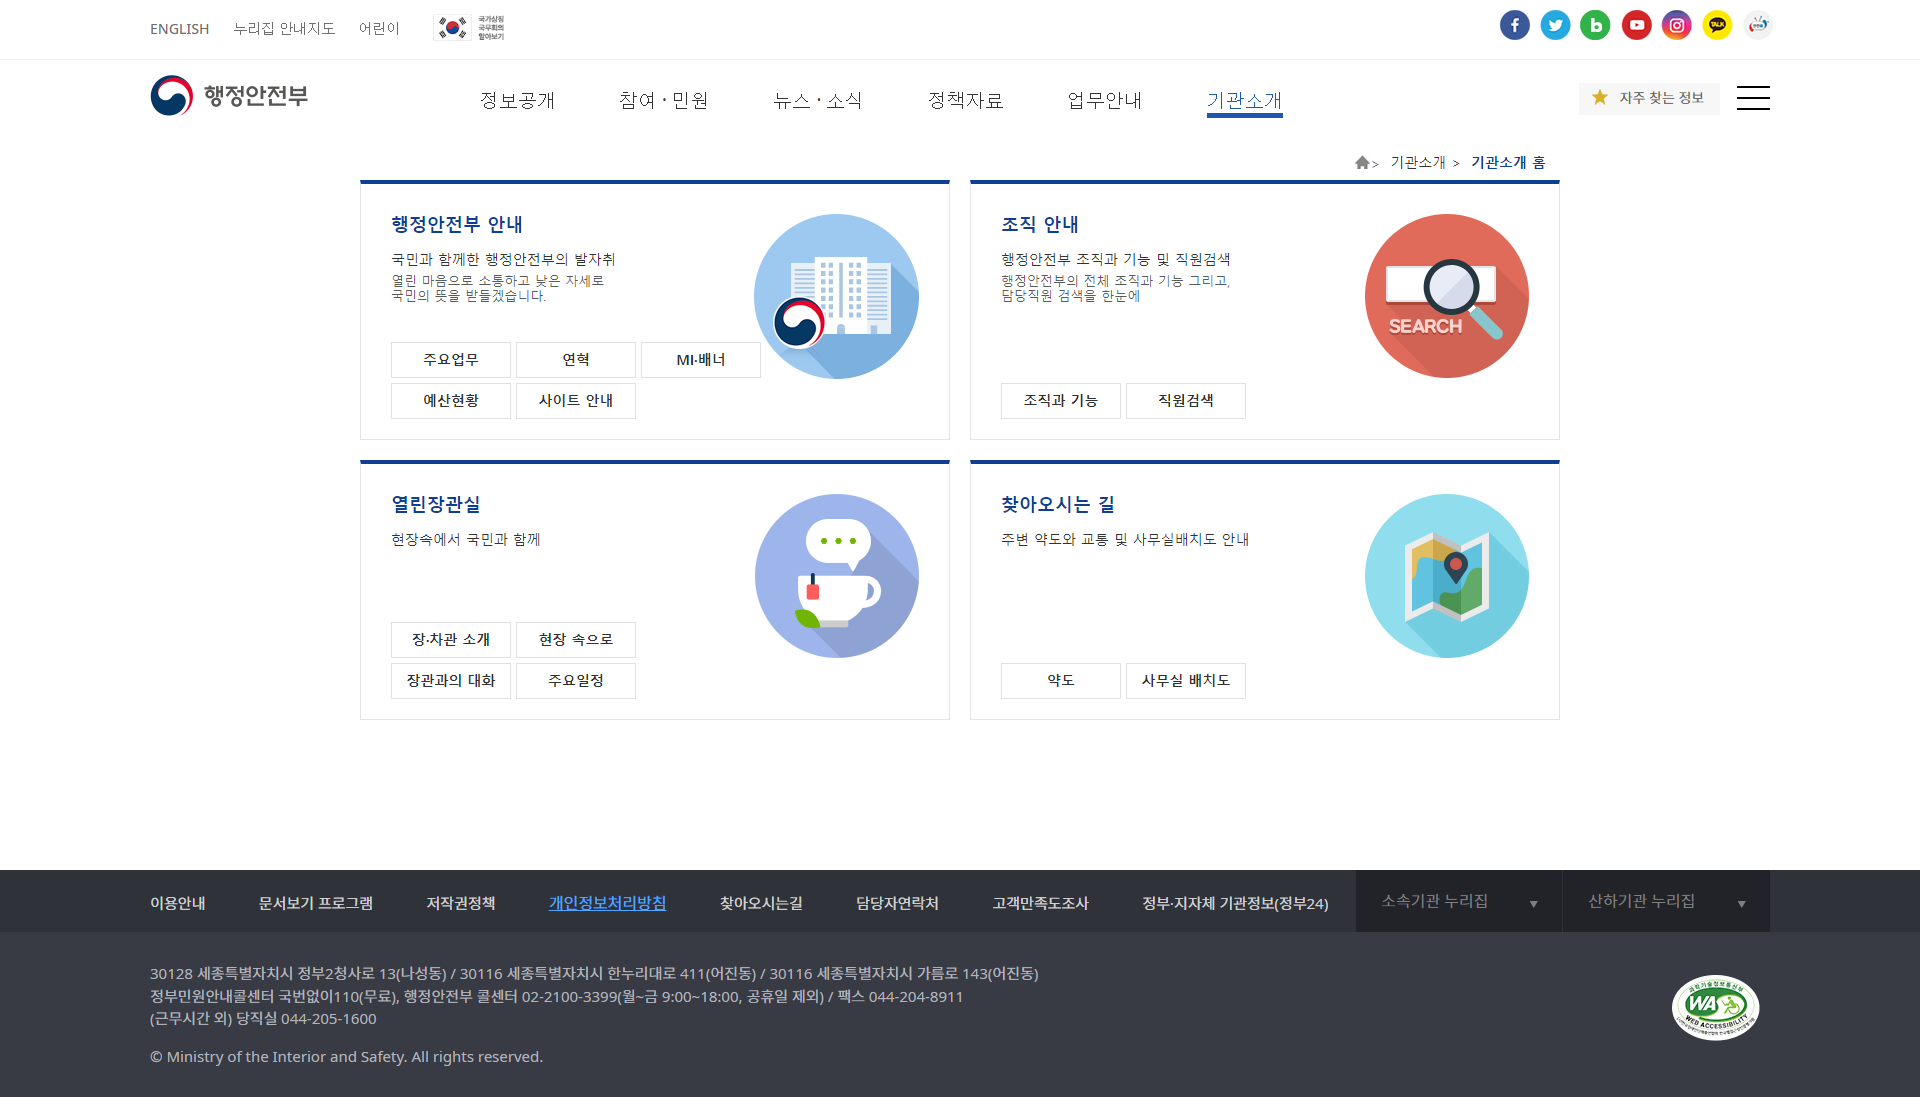 ENGLISH 누리집 안내지도 어린이 국가상징 국무회의 알아보기
행정안전부 정보공개 참여 · 민원 뉴스 · 소식 정책자료 업무안내 기관소개 자주 찾는 정보
> 기관소개 > 기관소개 홈
행정안전부 안내
국민과 함께한 행정안전부의 발자취
열린 마음으로 소통하고 낮은 자세로
국민의 뜻을 받들겠습니다.
주요업무 연혁 MI·배너
예산현황 사이트 안내
조직 안내
행정안전부 조직과 기능 및 직원검색
행정안전부의 전체 조직과 기능 그리고,
담당직원 검색을 한눈에
SEARCH
조직과 기능 직원검색
열린장관실
현장속에서 국민과 함께
장·차관 소개 현장 속으로
장관과의 대화 주요일정
찾아오시는 길
주변 약도와 교통 및 사무실배치도 안내
약도 사무실 배치도
이용안내 문서보기 프로그램 저작권정책 개인정보처리방침 찾아오시는길 담당자연락처 고객만족도조사 정부·지자체 기관정보(정부24) 소속기관 누리집 ▼ 산하기관 누리집 ▼
30128 세종특별자치시 정부2청사로 13(나성동) / 30116 세종특별자치시 한누리대로 411(어진동) / 30116 세종특별자치시 가름로 143(어진동)
정부민원안내콜센터 국번없이110(무료), 행정안전부 콜센터 02-2100-3399(월~금 9:00~18:00, 공휴일 제외) / 팩스 044-204-8911
(근무시간 외) 당직실 044-205-1600
© Ministry of the Interior and Safety. All rights reserved.
과학기술정보통신부
WA
WEB ACCESSIBILITY